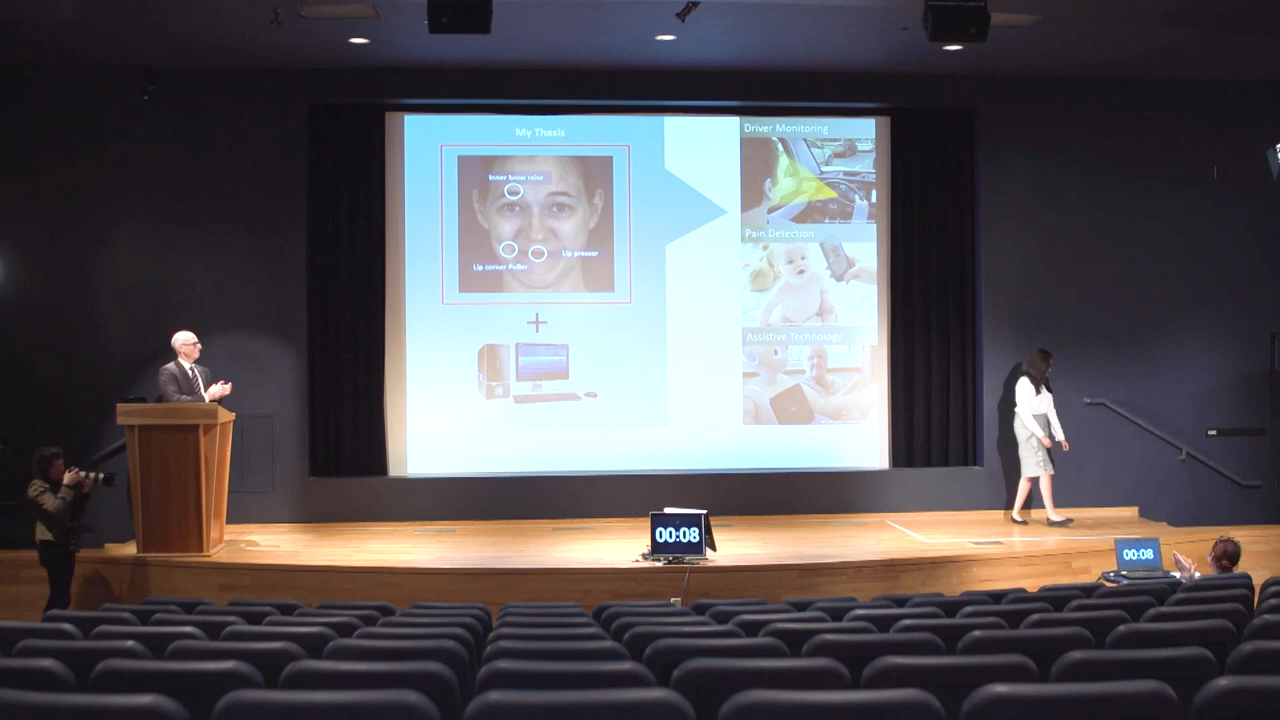 My Thesis
Inner brow raise
Lip corner Puller
Lip pressor
Driver Monitoring
Pain Detection
Assistive Technology
00:08
00:08